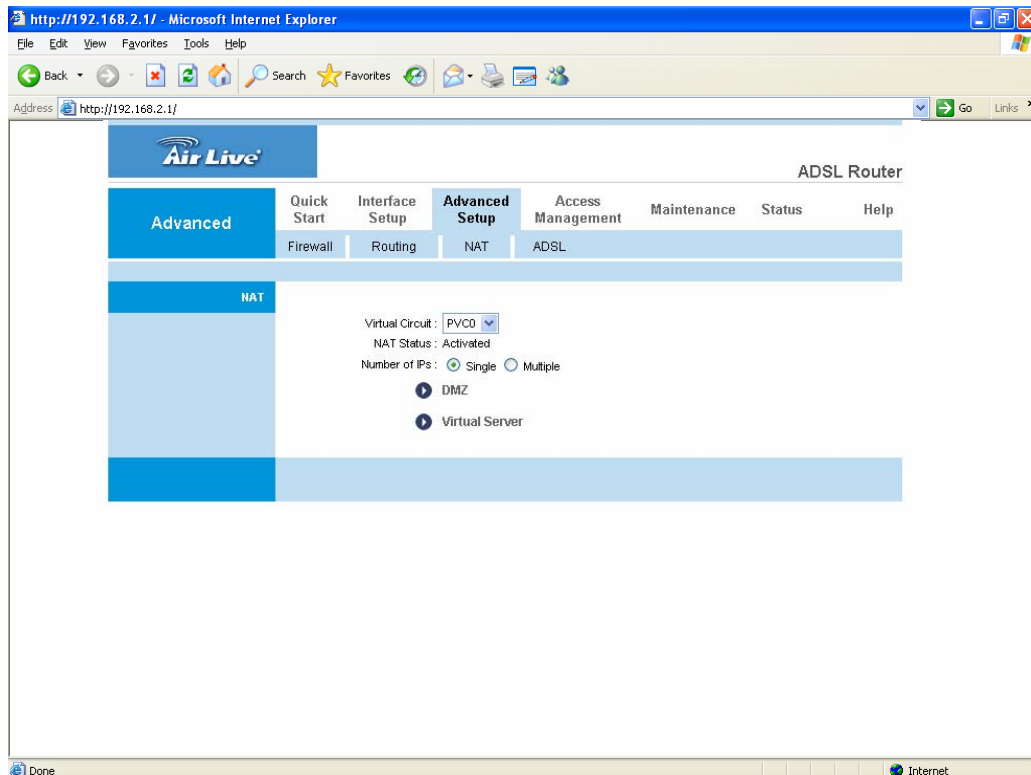 http://192.168.2.1/ - Microsoft Internet Explorer
File Edit View Favorites Tools Help
Back Search Favorites
Address http://192.168.2.1/ Go Links
Air Live
ADSL Router
Advanced
Quick Start Interface Setup Advanced Setup Access Management Maintenance Status Help
Firewall Routing NAT ADSL
NAT
Virtual Circuit : PVC0
NAT Status : Activated
Number of IPs : Single Multiple
DMZ
Virtual Server
Done Internet